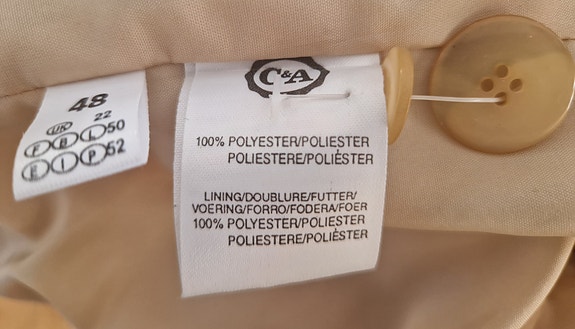 48
UK 22
F B L 50
E I P 52
C&A
100% POLYESTER/POLIESTER
POLIESTERE/POLIÉSTER
LINING/DOUBLURE/FUTTER/
VOERING/FORRO/FODERA/FOER
100% POLYESTER/POLIESTER
POLIESTERE/POLIÉSTER